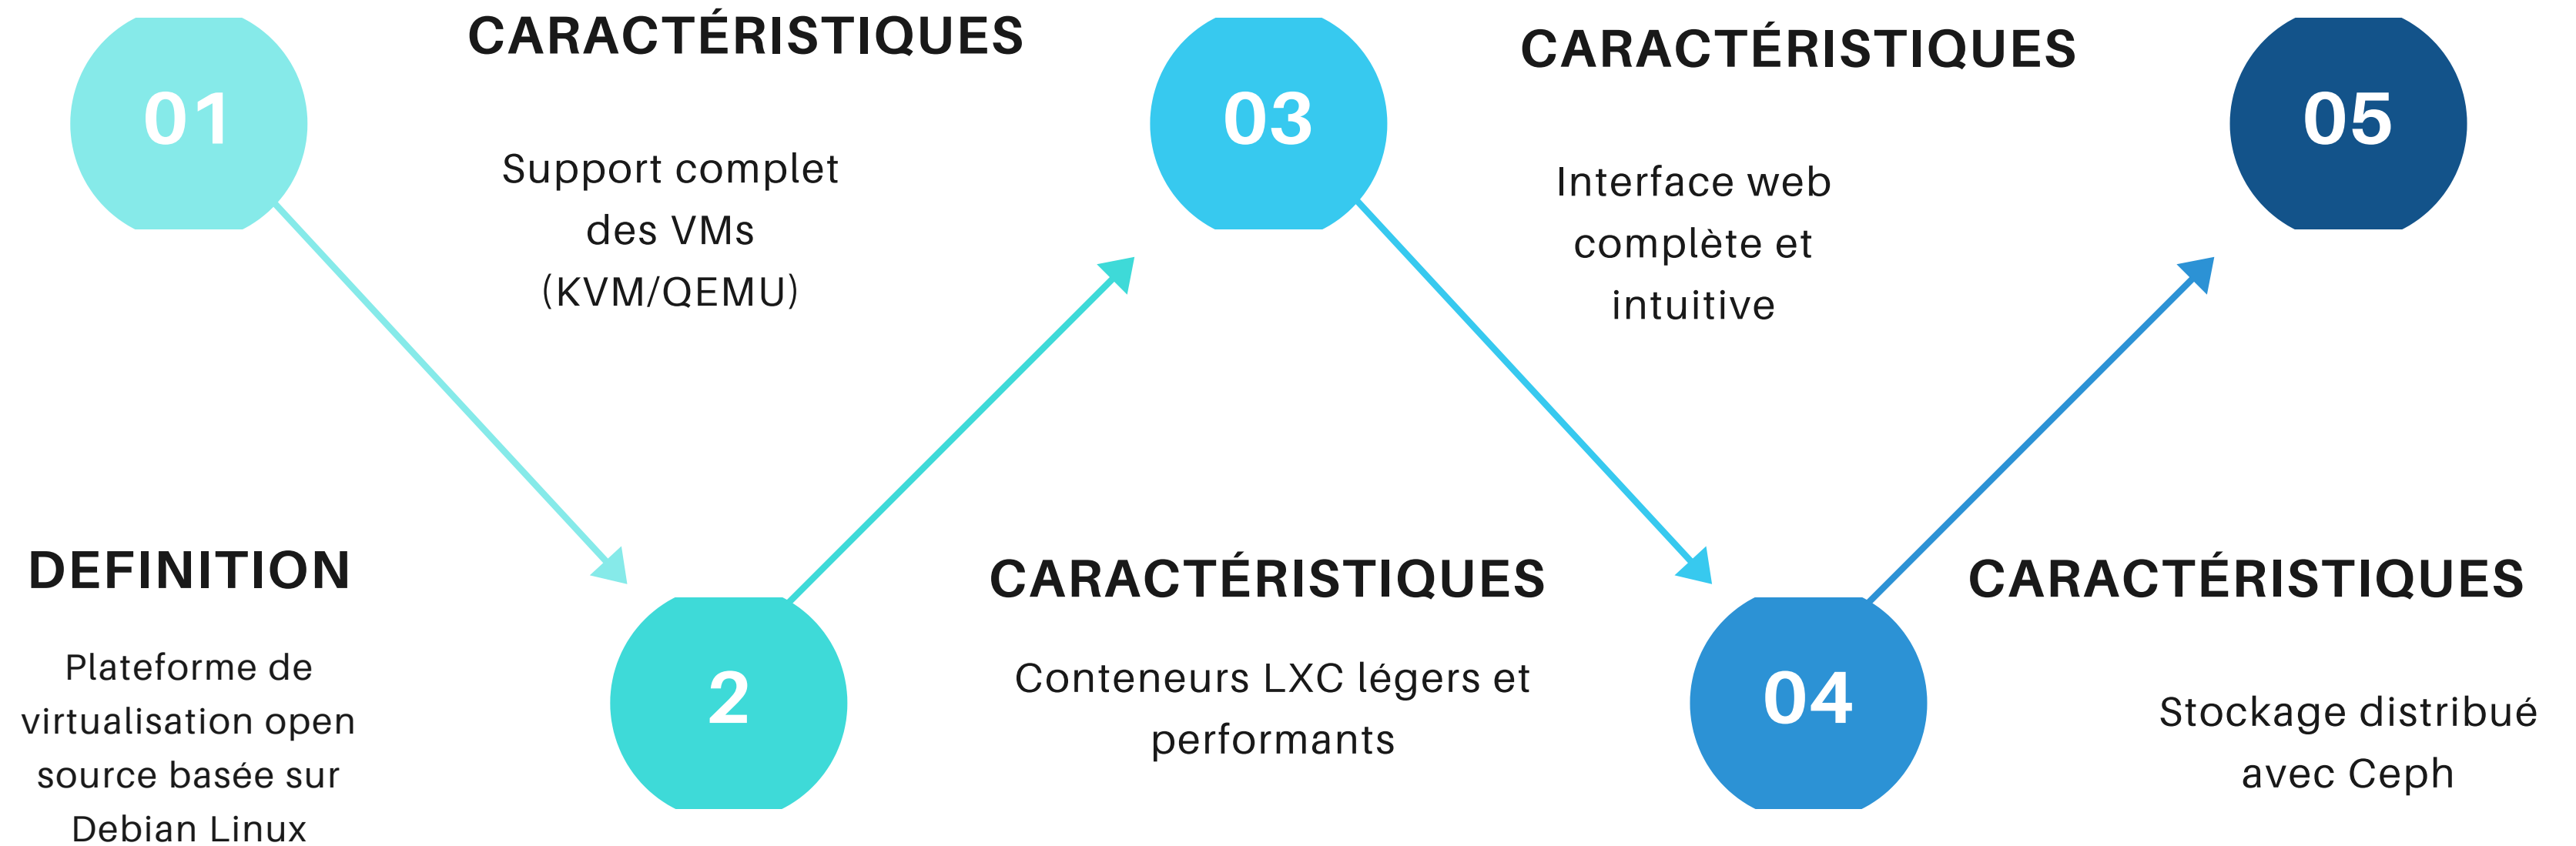 01
DEFINITION
Plateforme de
virtualisation open
source basée sur
Debian Linux
CARACTÉRISTIQUES
Support complet
des VMs
(KVM/QEMU)
2
03
CARACTÉRISTIQUES
Conteneurs LXC légers et
performants
CARACTÉRISTIQUES
Interface web
complète et
intuitive
04
05
CARACTÉRISTIQUES
Stockage distribué
avec Ceph